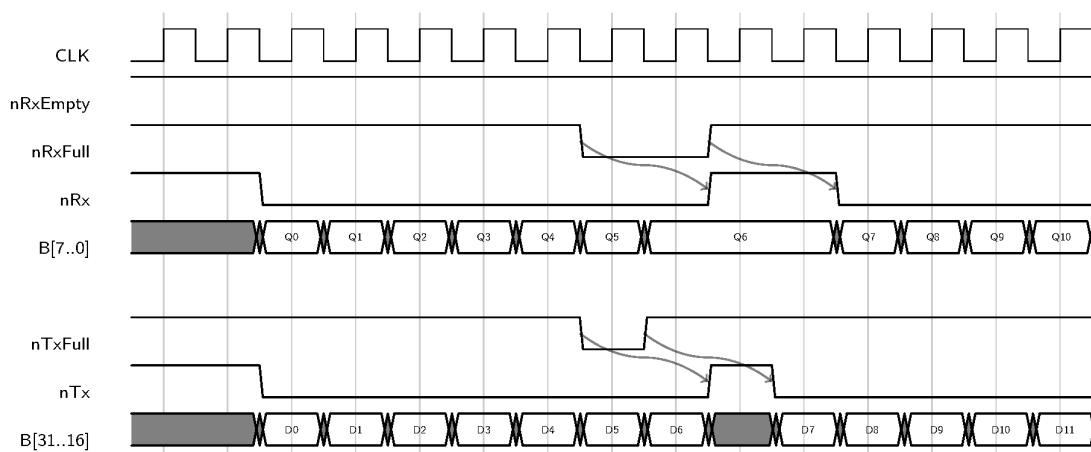 CLK
nRxEmpty
nRxFull
nRx
Q0 Q1 Q2 Q3 Q4 Q5 Q6 Q7 Q8 Q9 Q10
B[7..0]
nTxFull
nTx
D0 D1 D2 D3 D4 D5 D6 D7 D8 D9 D10 D11
B[31..16]